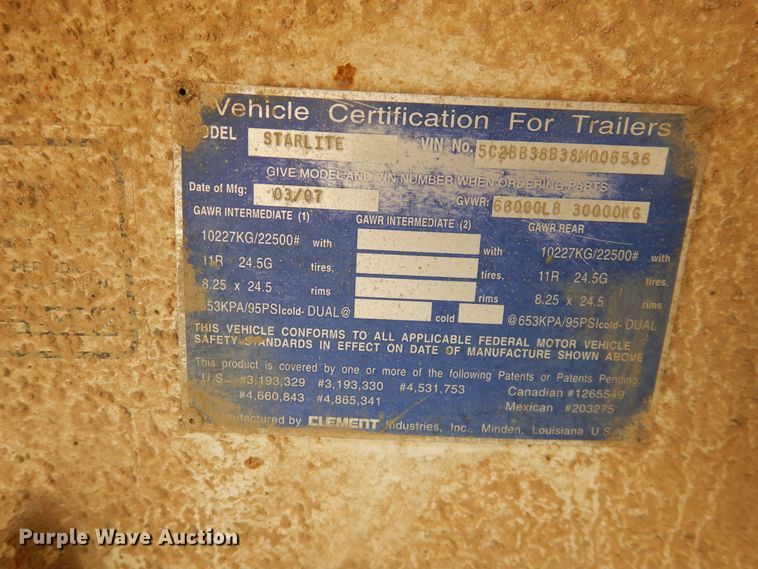 Vehicle Certification For Trailers
MODEL STARLITE VIN No. 5C2BB38B38M006536
GIVE MODEL AND VIN NUMBER WHEN ORDERING PARTS
Date of Mfg: 03/07 GVWR: 68000LB 30000KG
GAWR INTERMEDIATE (1) GAWR INTERMEDIATE (2) GAWR REAR
10227KG/22500# with with 10227KG/22500# with
11R 24.5G tires, tires, 11R 24.5G tires,
8.25 x 24.5 rims rims 8.25 x 24.5 rims
@653KPA/95PSIcold- DUAL @ cold @653KPA/95PSIcold- DUAL
THIS VEHICLE CONFORMS TO ALL APPLICABLE FEDERAL MOTOR VEHICLE
SAFETY STANDARDS IN EFFECT ON DATE OF MANUFACTURE SHOWN ABOVE
This product is covered by one or more of the following Patents or Patents Pending:
U.S. #3,193,329 #3,193,330 #4,531,753 Canadian #1265549
#4,660,843 #4,865,341 Mexican #203275
Manufactured by CLEMENT Industries, Inc., Minden, Louisiana U.S.A.
Purple Wave Auction